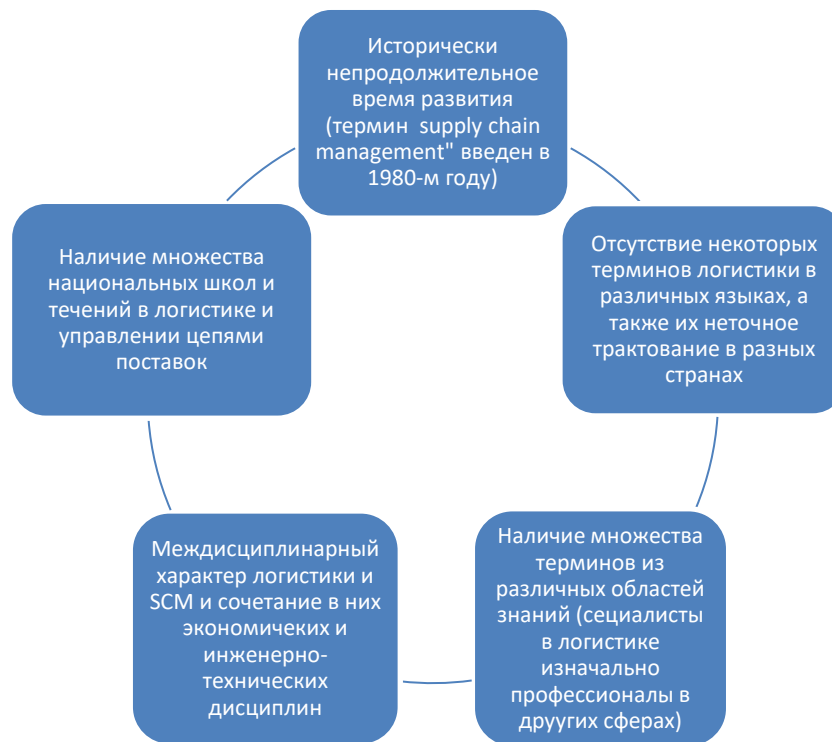 Исторически
непродолжительное
время развития
(термин  supply chain
management" введен в
1980-м году)
Отсутствие некоторых
терминов логистики в
различных языках, а
также их неточное
трактование в разных
странах
Наличие множества
терминов из
различных областей
знаний (сециалисты
в логистике
изначально
профессионалы в
друугих сферах)
Междисциплинарный
характер логистики и
SCM и сочетание в них
экономичеких и
инженерно-
технических
дисциплин
Наличие множества
национальных школ и
течений в логистике и
управлении цепями
поставок